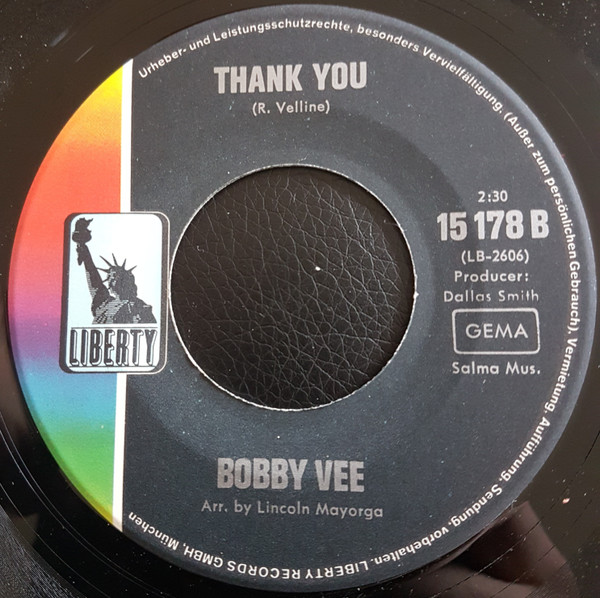 Urheber- und Leistungsschutzrechte, besonders Vervielfältigung, (Außer zum persönlichen Gebrauch), Vermietung, Aufführung, Sendung, vorbehalten. LIBERTY RECORDS GMBH, München
THANK YOU
(R. Velline)
2:30
15 178 B
(LB-2606)
Producer:
Dallas Smith
GEMA
Salma Mus.
LIBERTY
BOBBY VEE
Arr. by Lincoln Mayorga